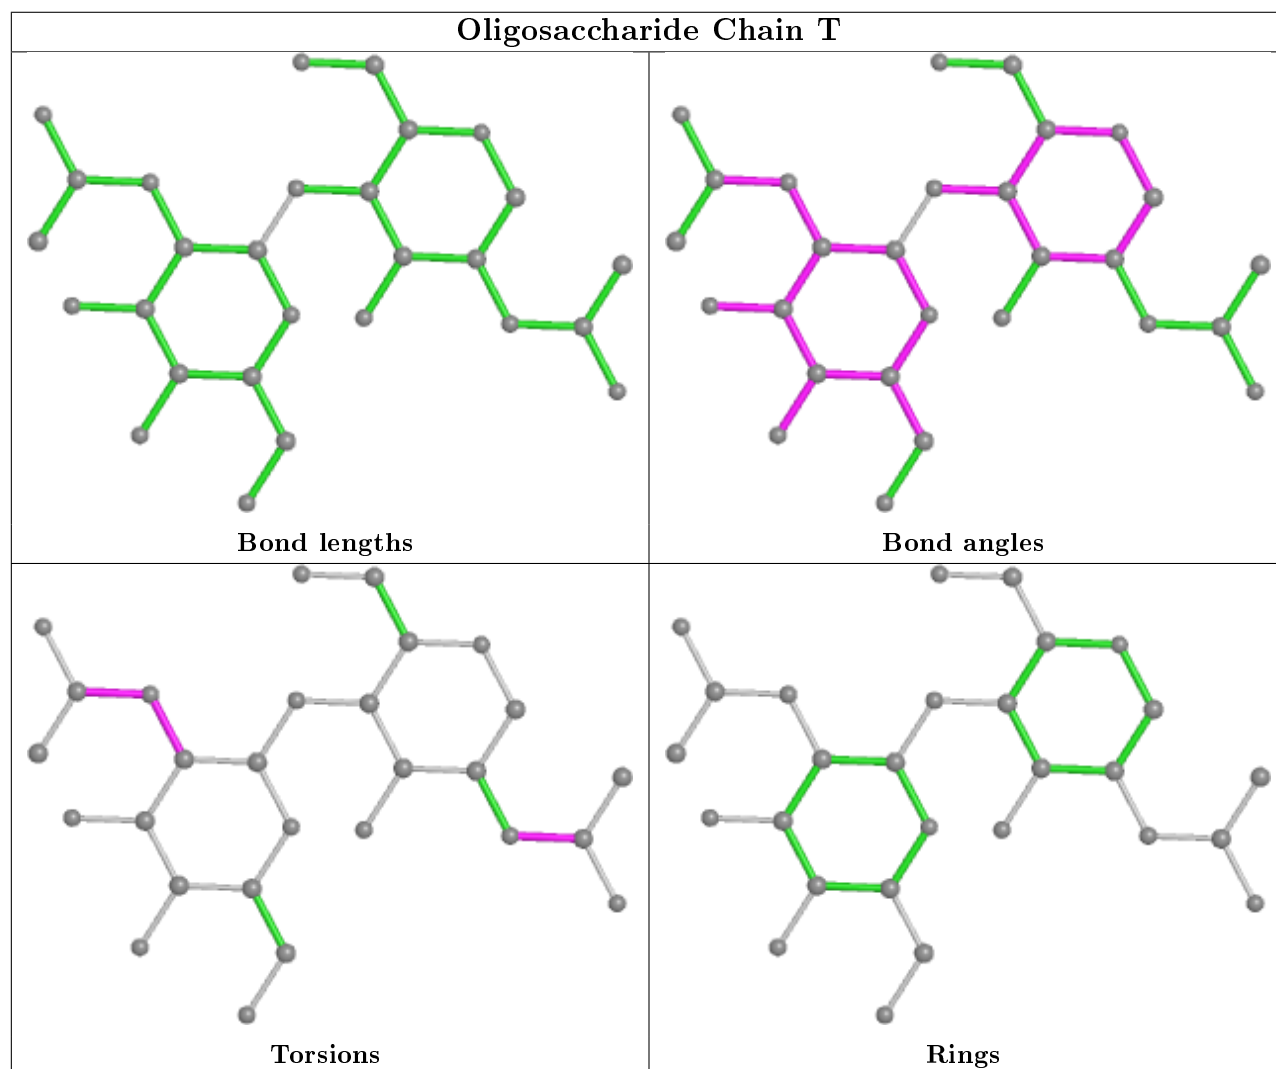 Oligosaccharide Chain T
Bond lengths
Bond angles
Torsions
Rings